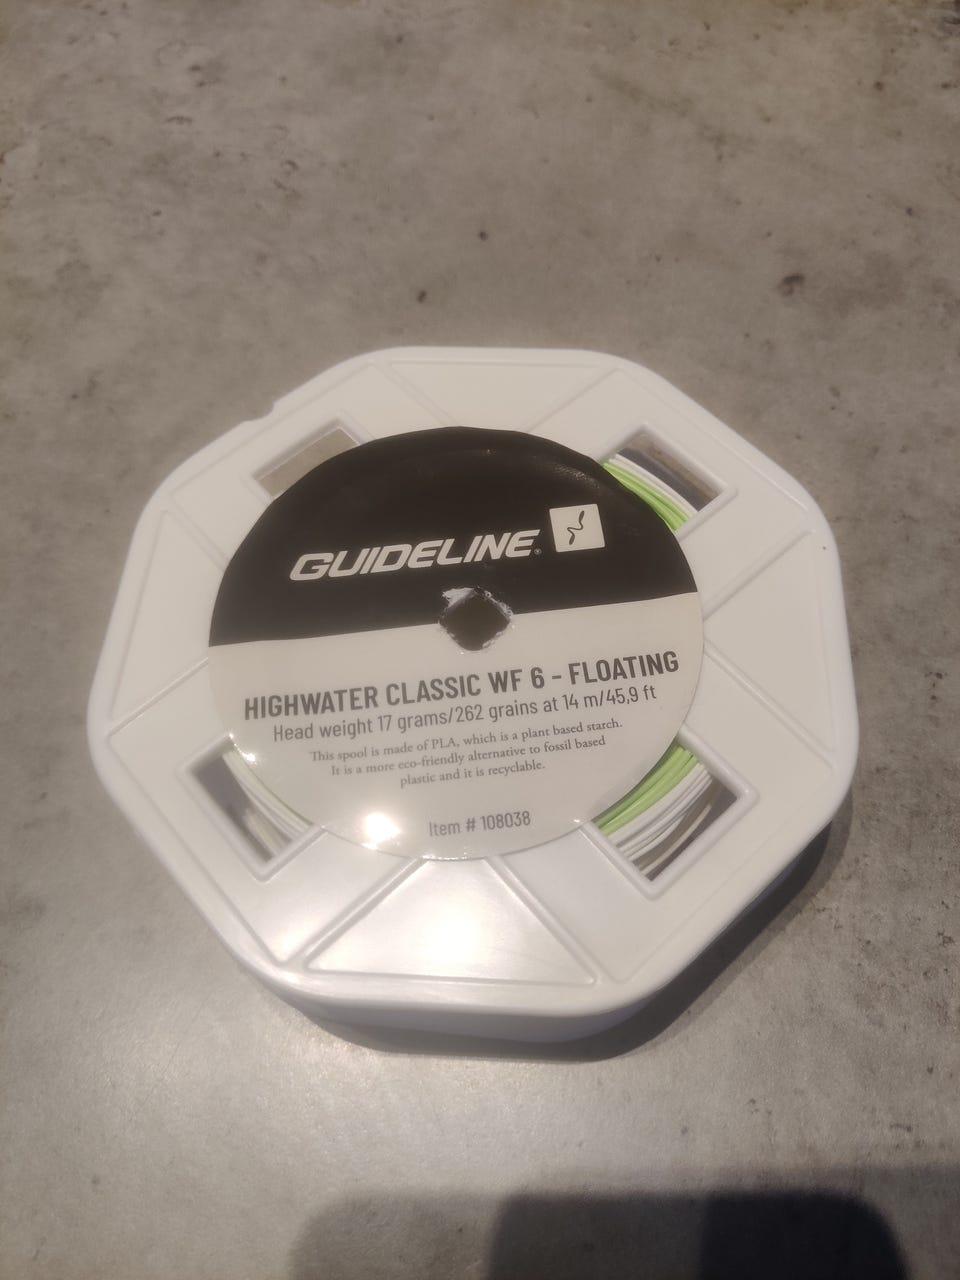 GUIDELINE®
HIGHWATER CLASSIC WF 6 - FLOATING
Head weight 17 grams/262 grains at 14 m/45,9 ft
This spool is made of PLA, which is a plant based starch.
It is a more eco-friendly alternative to fossil based
plastic and it is recyclable.
Item # 108038